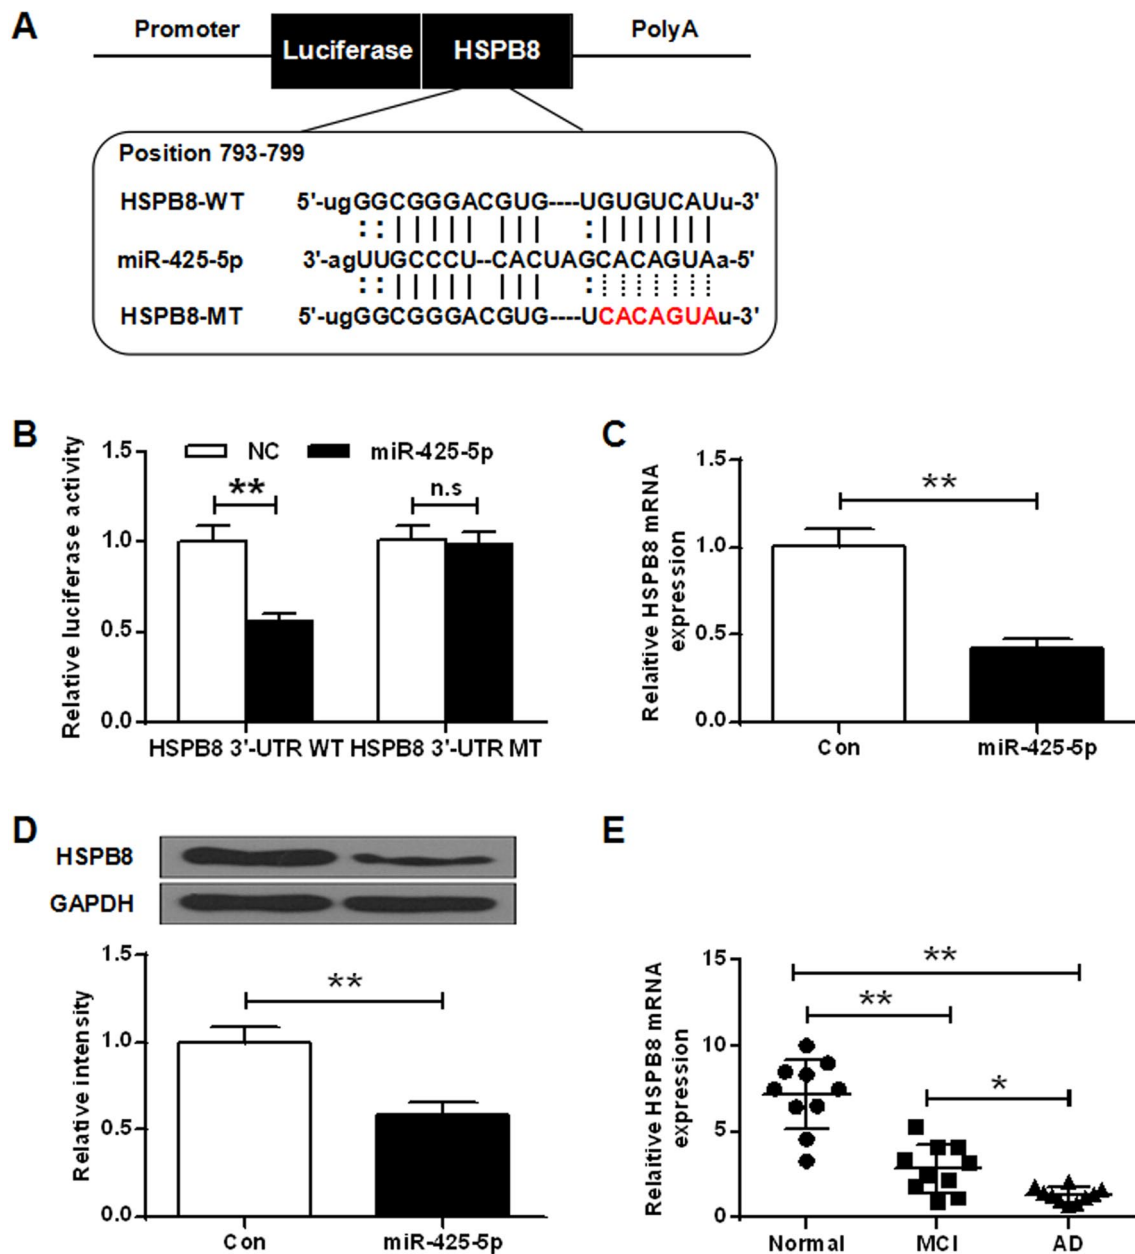 A
Promoter
Luciferase
HSPB8
PolyA
Position 793-799
HSPB8-WT 5'-ugGGCGGGACGUG----UGUGUCAUu-3'
miR-425-5p 3'-agUUGCCCU--CACUAGCACAGUAa-5'
HSPB8-MT 5'-ugGGCGGGACGUG----UCACAGUAu-3'
B
NC
miR-425-5p
Relative luciferase activity
1.5
1.0
0.5
0.0
**
n.s
HSPB8 3'-UTR WT
HSPB8 3'-UTR MT
C
Relaitive HSPB8 mRNA
expression
1.5
1.0
0.5
0.0
**
Con
miR-425-5p
D
HSPB8
GAPDH
Relative intensity
1.5
1.0
0.5
0.0
**
Con
miR-425-5p
E
Relaitive HSPB8 mRNA
expression
15
10
5
0
**
**
*
Normal
MCI
AD